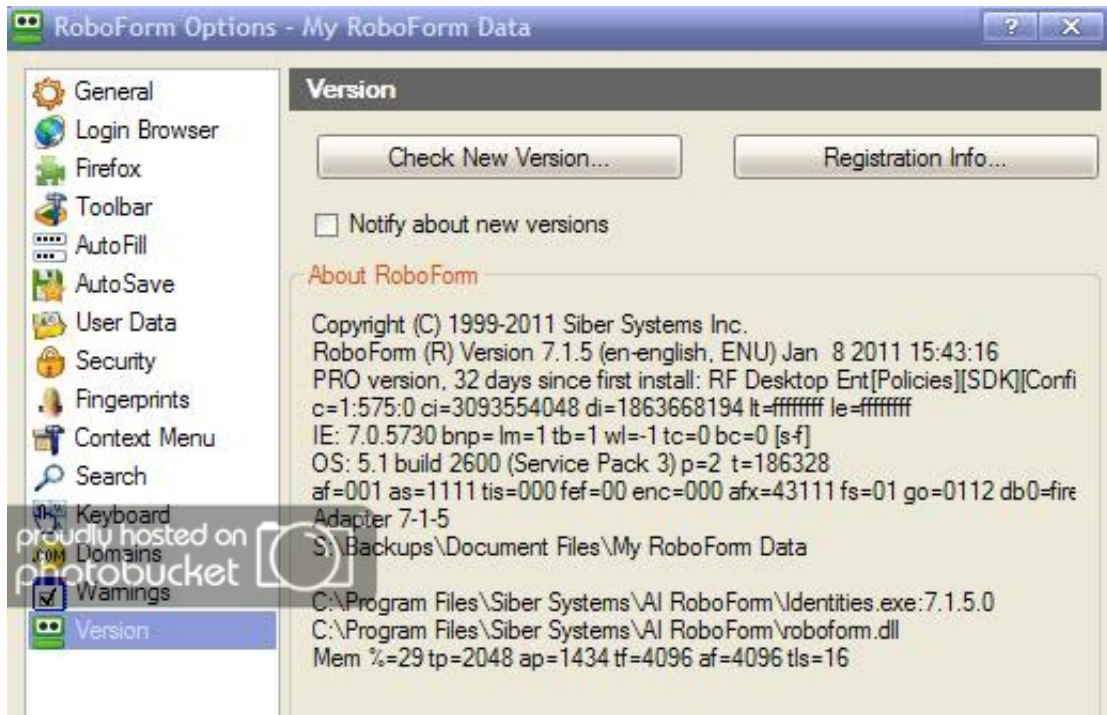 RoboForm Options - My RoboForm Data
General
Login Browser
Firefox
Toolbar
AutoFill
AutoSave
User Data
Security
Fingerprints
Context Menu
Search
Keyboard
Domains
Warnings
Version
proudly hosted on
photobucket
Version
Check New Version...
Registration Info...
Notify about new versions
About RoboForm
Copyright (C) 1999-2011 Siber Systems Inc.
RoboForm (R) Version 7.1.5 (en-english, ENU) Jan 8 2011 15:43:16
PRO version, 32 days since first install: RF Desktop Ent[Policies][SDK][Confi
c=1:575:0 ci=3093554048 di=1863668194 lt=ffffffff le=ffffffff
IE: 7.0.5730 bnp= lm=1 tb=1 wl=-1 tc=0 bc=0 [s-f]
OS: 5.1 build 2600 (Service Pack 3) p=2 t=186328
af=001 as=1111 tis=000 fef=00 enc=000 afx=43111 fs=01 go=0112 db0=fire
Adapter 7-1-5
S:\Backups\Document Files\My RoboForm Data
C:\Program Files\Siber Systems\AI RoboForm\Identities.exe:7.1.5.0
C:\Program Files\Siber Systems\AI RoboForm\roboform.dll
Mem %=29 tp=2048 ap=1434 tf=4096 af=4096 tls=16